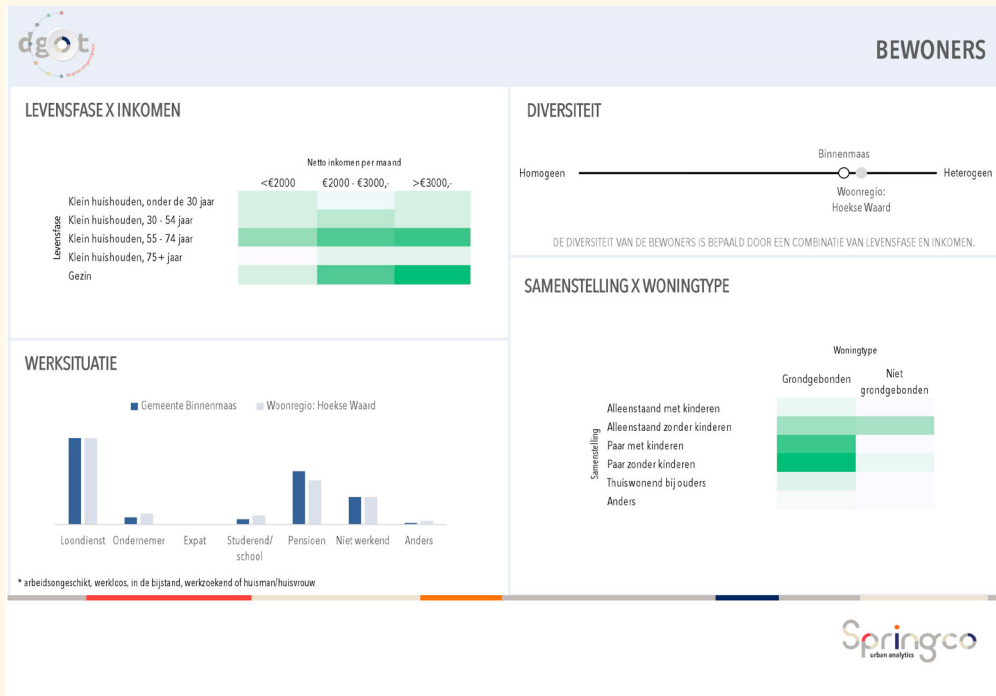 dgot
BEWONERS
LEVENSFASE X INKOMEN
Netto inkomen per maand
<€2000 €2000 - €3000,- >€3000,-
Levensfase
Klein huishouden, onder de 30 jaar
Klein huishouden, 30 - 54 jaar
Klein huishouden, 55 - 74 jaar
Klein huishouden, 75+ jaar
Gezin
DIVERSITEIT
Binnenmaas
Homogeen Heterogeen
Woonregio:
Hoekse Waard
DE DIVERSITEIT VAN DE BEWONERS IS BEPAALD DOOR EEN COMBINATIE VAN LEVENSFASE EN INKOMEN.
WERKSITUATIE
Gemeente Binnenmaas Woonregio: Hoekse Waard
Loondienst Ondernemer Expat Studerend/ Pensioen Niet werkend Anders
school
* arbeidsongeschikt, werkloos, in de bijstand, werkzoekend of huisman/huisvrouw
SAMENSTELLING X WONINGTYPE
Woningtype
Grondgebonden Niet
grondgebonden
Samenstelling
Alleenstaand met kinderen
Alleenstaand zonder kinderen
Paar met kinderen
Paar zonder kinderen
Thuiswonend bij ouders
Anders
Springco
urban analytics